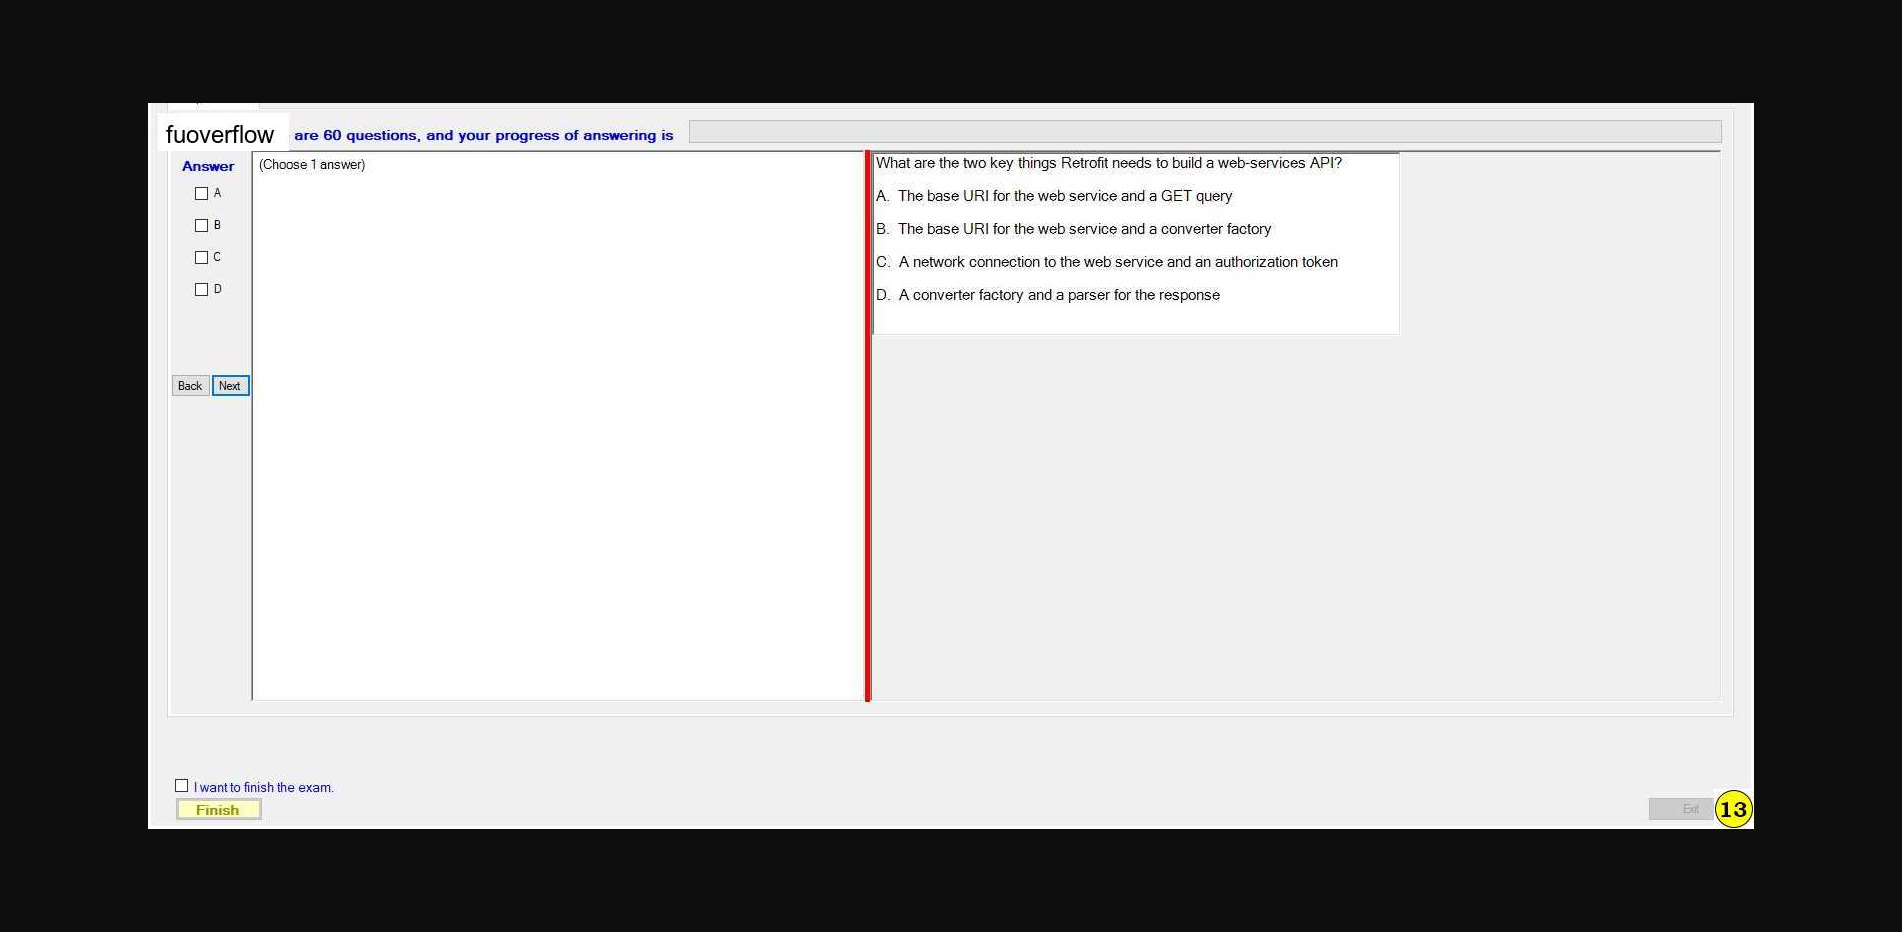 fuoverflow are 60 questions, and your progress of answering is
Answer
A
B
C
D
Back Next
(Choose 1 answer)
What are the two key things Retrofit needs to build a web-services API?
A. The base URI for the web service and a GET query
B. The base URI for the web service and a converter factory
C. A network connection to the web service and an authorization token
D. A converter factory and a parser for the response
I want to finish the exam.
Finish
Exit 13